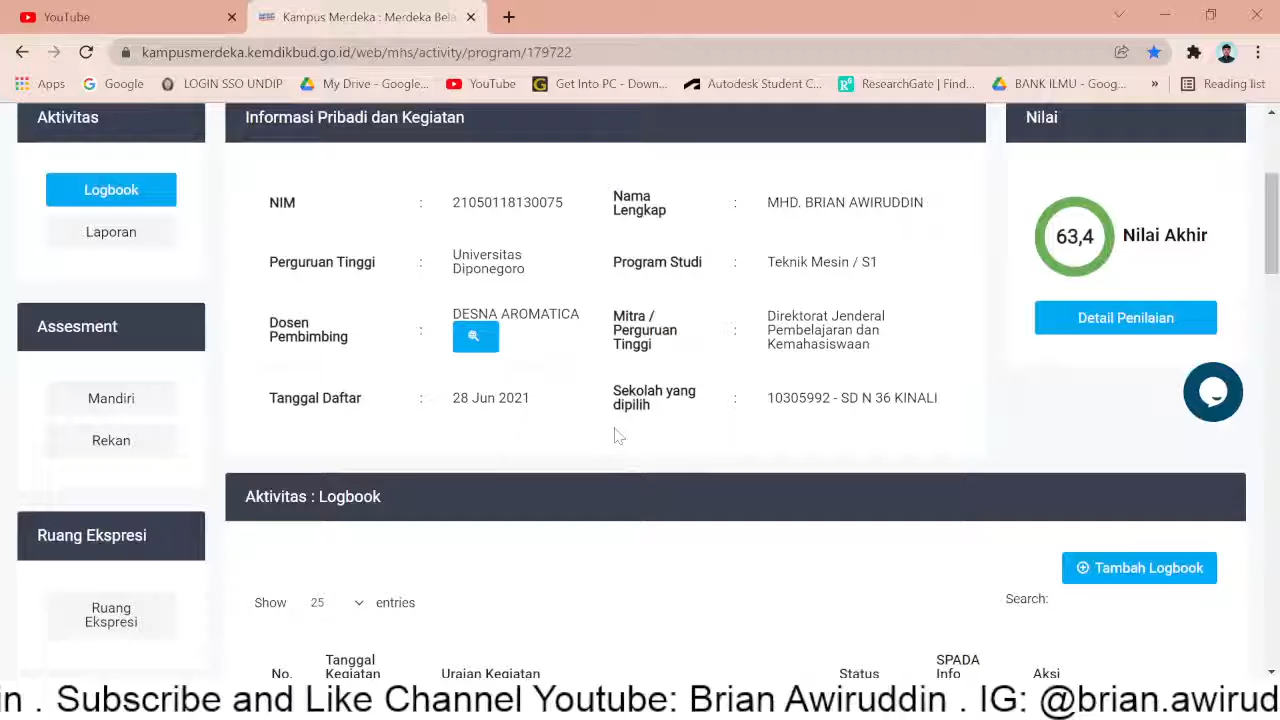 YouTube
Kampus Merdeka : Merdeka Bela
kampusmerdeka.kemdikbud.go.id/web/mhs/activity/program/179722
Apps Google LOGIN SSO UNDIP My Drive - Google... YouTube Get Into PC - Down... Autodesk Student C... ResearchGate | Find... BANK ILMU - Goog... » Reading list
Aktivitas
Logbook
Laporan
Assesment
Mandiri
Rekan
Ruang Ekspresi
Ruang
Ekspresi
Informasi Pribadi dan Kegiatan
NIM : 21050118130075
Nama
Lengkap : MHD. BRIAN AWIRUDDIN
Perguruan Tinggi : Universitas
Diponegoro
Program Studi : Teknik Mesin / S1
Dosen
Pembimbing : DESNA AROMATICA
Mitra /
Perguruan
Tinggi : Direktorat Jenderal
Pembelajaran dan
Kemahasiswaan
Tanggal Daftar : 28 Jun 2021
Sekolah yang
dipilih : 10305992 - SD N 36 KINALI
Nilai
63,4 Nilai Akhir
Detail Penilaian
Aktivitas : Logbook
Tambah Logbook
Show 25 entries
Search:
No. Tanggal
Kegiatan Uraian Kegiatan Status SPADA
Info Aksi
in . Subscribe and Like Channel Youtube: Brian Awiruddin . IG: @brian.awirud